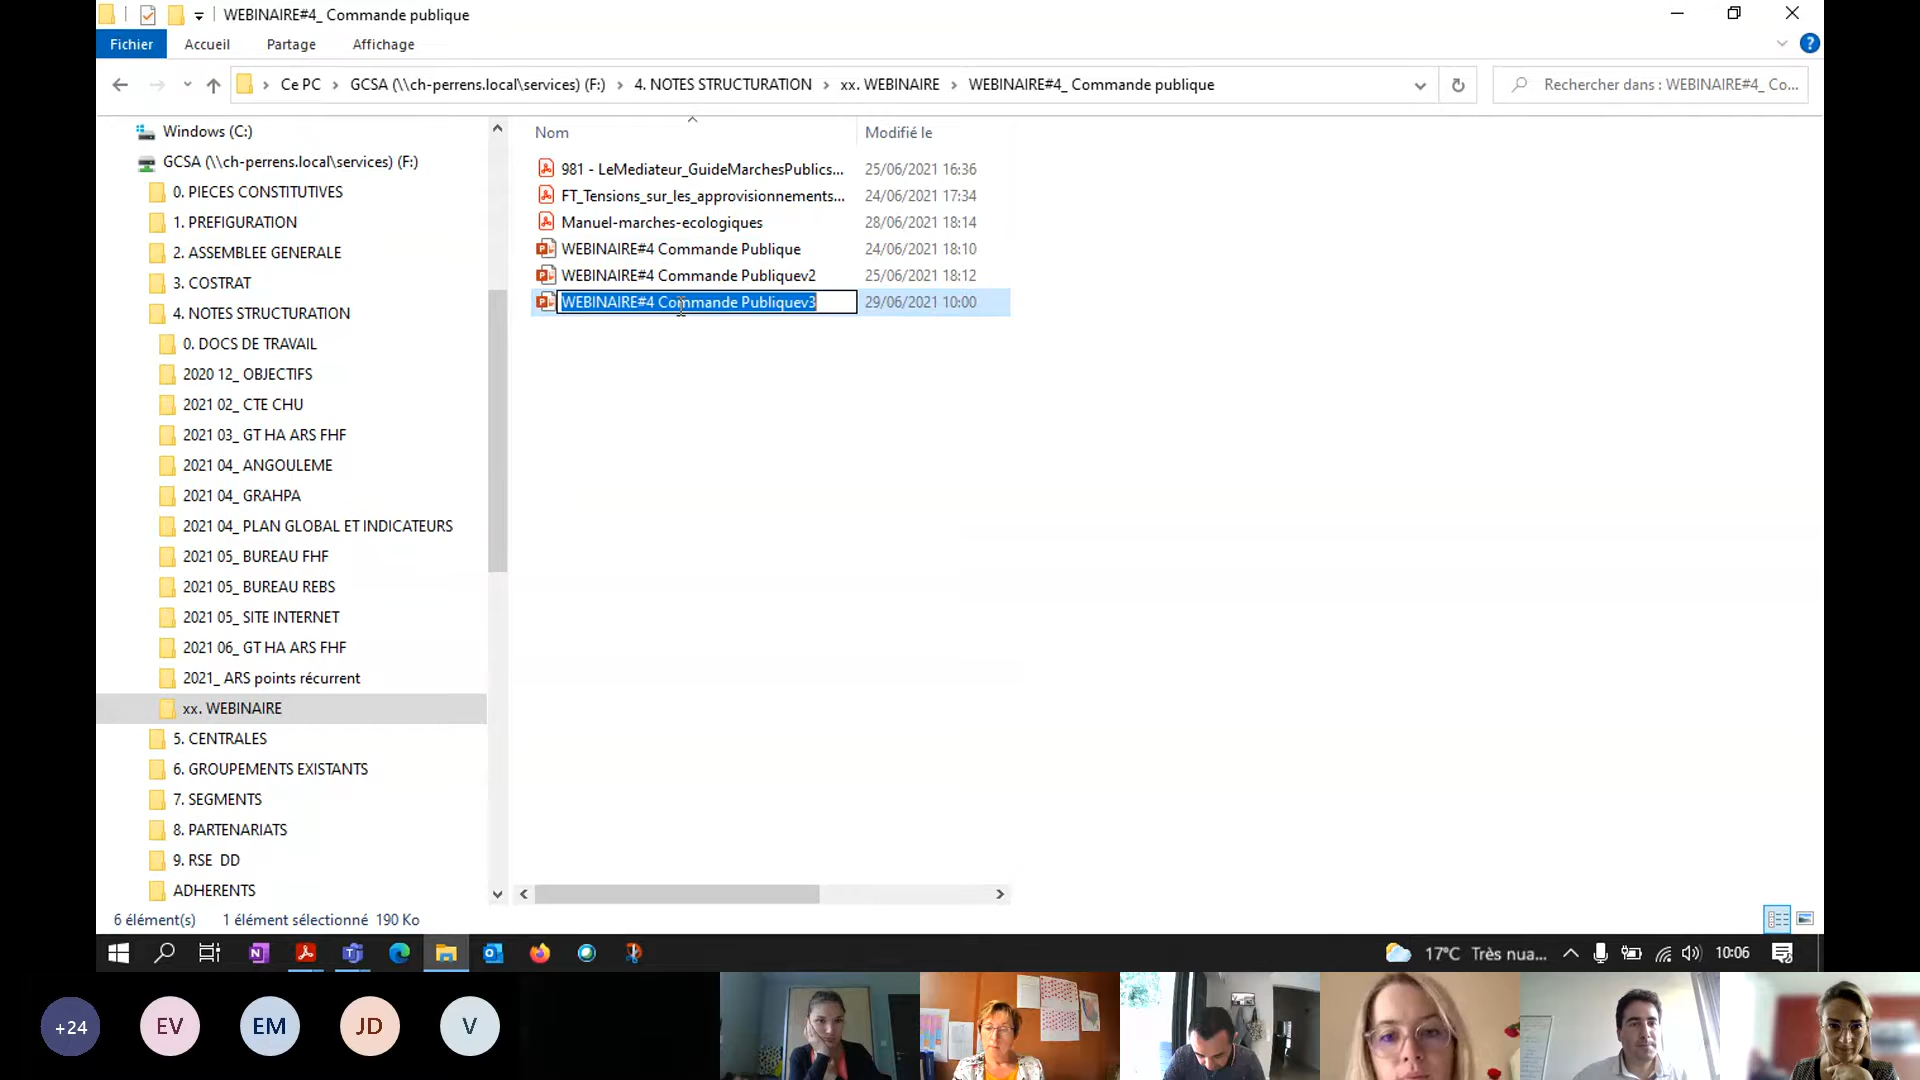 WEBINAIRE#4_ Commande publique
Fichier Accueil Partage Affichage
Ce PC GCSA (\\ch-perrens.local\services) (F:) 4. NOTES STRUCTURATION xx. WEBINAIRE WEBINAIRE#4_ Commande publique
Rechercher dans : WEBINAIRE#4_ Co...
Windows (C:)
GCSA (\\ch-perrens.local\services) (F:)
0. PIECES CONSTITUTIVES
1. PREFIGURATION
2. ASSEMBLEE GENERALE
3. COSTRAT
4. NOTES STRUCTURATION
0. DOCS DE TRAVAIL
2020 12_ OBJECTIFS
2021 02_ CTE CHU
2021 03_ GT HA ARS FHF
2021 04_ ANGOULEME
2021 04_ GRAHPA
2021 04_ PLAN GLOBAL ET INDICATEURS
2021 05_ BUREAU FHF
2021 05_ BUREAU REBS
2021 05_ SITE INTERNET
2021 06_ GT HA ARS FHF
2021_ ARS points récurrent
xx. WEBINAIRE
5. CENTRALES
6. GROUPEMENTS EXISTANTS
7. SEGMENTS
8. PARTENARIATS
9. RSE DD
ADHERENTS
Nom Modifié le
981 - LeMediateur_GuideMarchesPublics... 25/06/2021 16:36
FT_Tensions_sur_les_approvisionnements... 24/06/2021 17:34
Manuel-marches-ecologiques 28/06/2021 18:14
WEBINAIRE#4 Commande Publique 24/06/2021 18:10
WEBINAIRE#4 Commande Publiquev2 25/06/2021 18:12
WEBINAIRE#4 Commande Publiquev3 29/06/2021 10:00
6 élément(s) 1 élément sélectionné 190 Ko
17°C Très nua... 10:06
+24 EV EM JD V